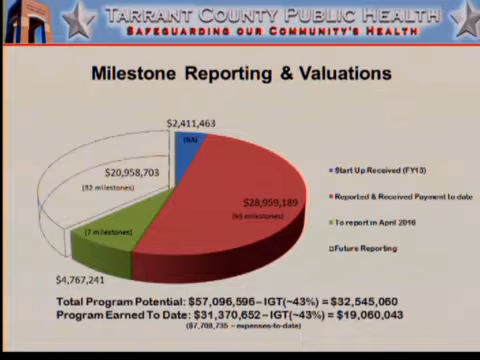 TARRANT COUNTY PUBLIC HEALTH
SAFEGUARDING OUR COMMUNITY'S HEALTH
Milestone Reporting & Valuations
$2,411,463
(NA)
$20,958,703
(32 milestones)
$28,959,189
(65 milestones)
(7 milestones)
$4,767,241
Start Up Received (FY13)
Reported & Received Payment to date
To report in April 2016
Future Reporting
Total Program Potential: $57,096,596 – IGT(~43%) = $32,545,060
Program Earned To Date: $31,370,652 – IGT(~43%) = $19,060,043
($7,708,735 – expenses-to-date)